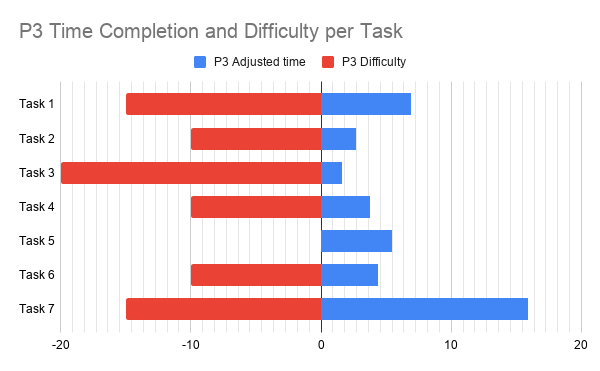 P3 Time Completion and Difficulty per Task
P3 Adjusted time P3 Difficulty
Task 1
Task 2
Task 3
Task 4
Task 5
Task 6
Task 7
-20 -10 0 10 20